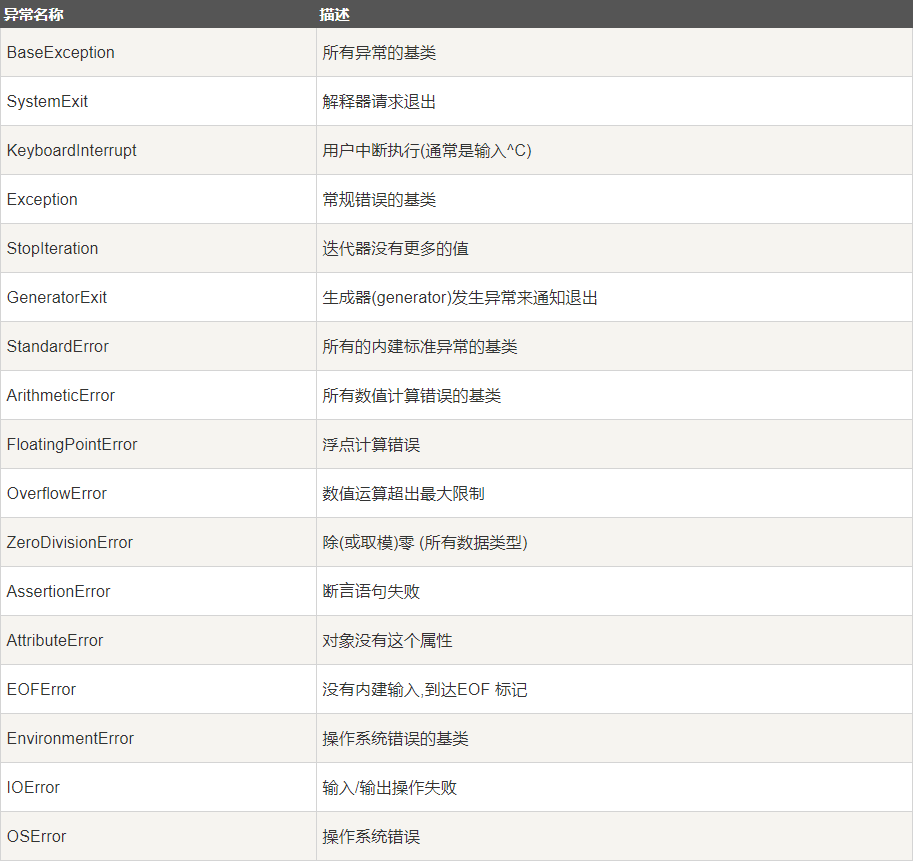 异常名称 描述
BaseException 所有异常的基类
SystemExit 解释器请求退出
KeyboardInterrupt 用户中断执行(通常是输入^C)
Exception 常规错误的基类
StopIteration 迭代器没有更多的值
GeneratorExit 生成器(generator)发生异常来通知退出
StandardError 所有的内建标准异常的基类
ArithmeticError 所有数值计算错误的基类
FloatingPointError 浮点计算错误
OverflowError 数值运算超出最大限制
ZeroDivisionError 除(或取模)零 (所有数据类型)
AssertionError 断言语句失败
AttributeError 对象没有这个属性
EOFError 没有内建输入,到达EOF 标记
EnvironmentError 操作系统错误的基类
IOError 输入/输出操作失败
OSError 操作系统错误